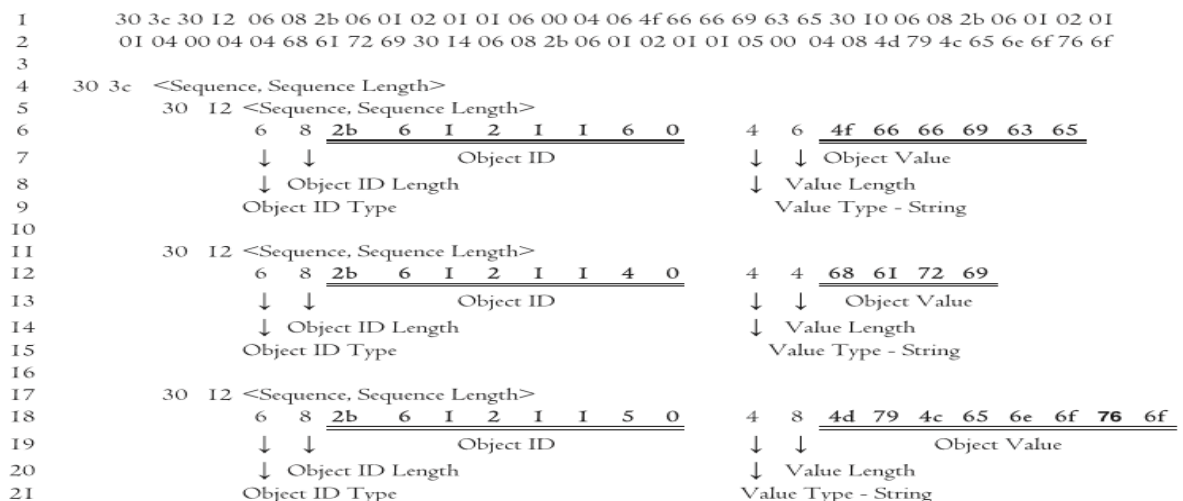 1 30 3c 30 12 06 08 2b 06 01 02 01 01 06 00 04 06 4f 66 66 69 63 65 30 10 06 08 2b 06 01 02 01
2 01 04 00 04 04 68 61 72 69 30 14 06 08 2b 06 01 02 01 01 05 00 04 08 4d 79 4c 65 6e 6f 76 6f
3
4 30 3c <Sequence, Sequence Length>
5 30 12 <Sequence, Sequence Length>
6 6 8 2b 6 1 2 1 1 6 0 4 6 4f 66 66 69 63 65
7 ↓ ↓ Object ID ↓ ↓ Object Value
8 ↓ Object ID Length ↓ Value Length
9 Object ID Type Value Type - String
10
11 30 12 <Sequence, Sequence Length>
12 6 8 2b 6 1 2 1 1 4 0 4 4 68 61 72 69
13 ↓ ↓ Object ID ↓ ↓ Object Value
14 ↓ Object ID Length ↓ Value Length
15 Object ID Type Value Type - String
16
17 30 12 <Sequence, Sequence Length>
18 6 8 2b 6 1 2 1 1 5 0 4 8 4d 79 4c 65 6e 6f 76 6f
19 ↓ ↓ Object ID ↓ ↓ Object Value
20 ↓ Object ID Length ↓ Value Length
21 Object ID Type Value Type - String